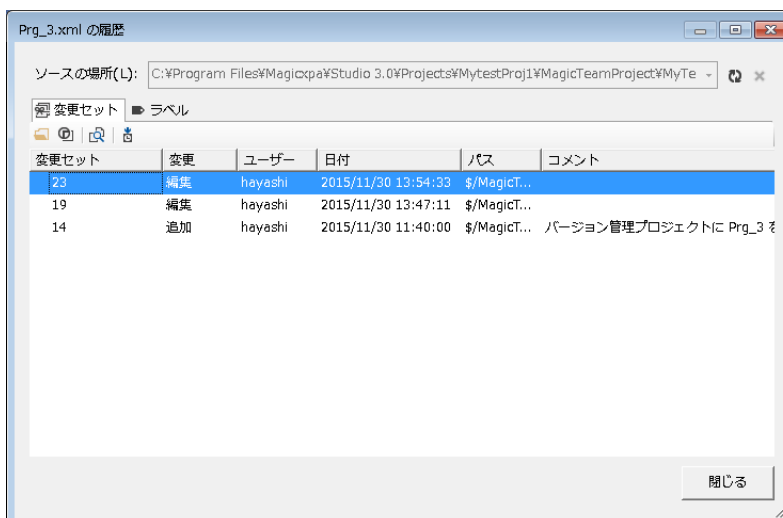 Prg_3.xml の履歴
ソースの場所(L): C:¥Program Files¥Magicxpa¥Studio 3.0¥Projects¥MytestProj1¥MagicTeamProject¥MyTe
変更セット ラベル
変更セット 変更 ユーザー 日付 パス コメント
23 編集 hayashi 2015/11/30 13:54:33 $/MagicT...
19 編集 hayashi 2015/11/30 13:47:11 $/MagicT...
14 追加 hayashi 2015/11/30 11:40:00 $/MagicT... バージョン管理プロジェクトに Prg_3 を
閉じる